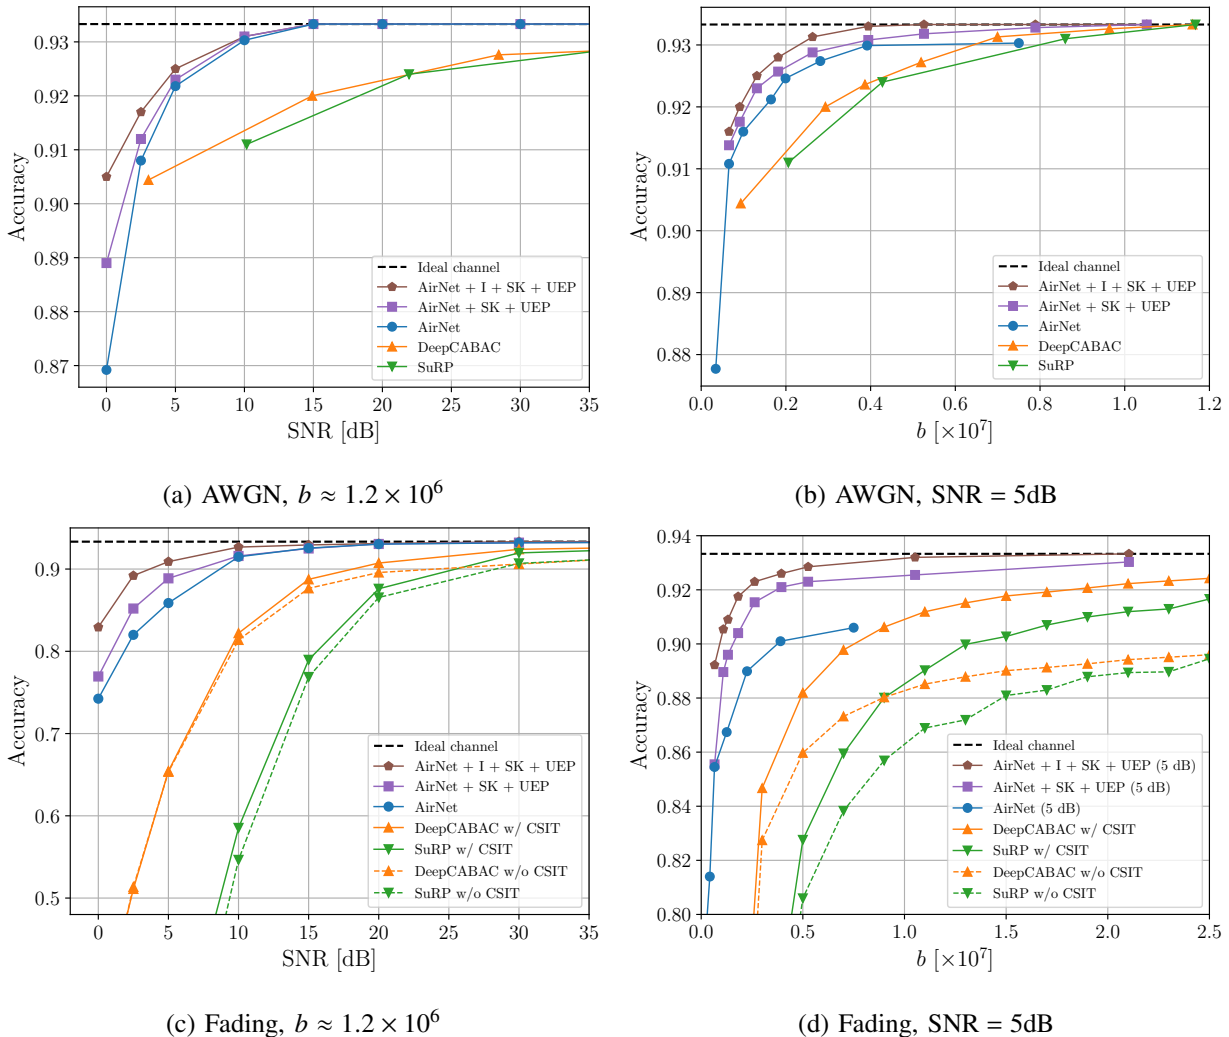 0.93
0.92
0.91
0.90
0.89
0.88
0.87
Accuracy
Ideal channel
AirNet + I + SK + UEP
AirNet + SK + UEP
AirNet
DeepCABAC
SuRP
0 5 10 15 20 25 30 35
SNR [dB]
(a) AWGN, b ≈ 1.2 × 10⁶
0.93
0.92
0.91
0.90
0.89
0.88
Accuracy
Ideal channel
AirNet + I + SK + UEP
AirNet + SK + UEP
AirNet
DeepCABAC
SuRP
0.0 0.2 0.4 0.6 0.8 1.0 1.2
b [×10⁷]
(b) AWGN, SNR = 5dB
0.9
0.8
0.7
0.6
0.5
Accuracy
Ideal channel
AirNet + I + SK + UEP
AirNet + SK + UEP
AirNet
DeepCABAC w/ CSIT
SuRP w/ CSIT
DeepCABAC w/o CSIT
SuRP w/o CSIT
0 5 10 15 20 25 30 35
SNR [dB]
(c) Fading, b ≈ 1.2 × 10⁶
0.94
0.92
0.90
0.88
0.86
0.84
0.82
0.80
Accuracy
Ideal channel
AirNet + I + SK + UEP (5 dB)
AirNet + SK + UEP (5 dB)
AirNet (5 dB)
DeepCABAC w/ CSIT
SuRP w/ CSIT
DeepCABAC w/o CSIT
SuRP w/o CSIT
0.0 0.5 1.0 1.5 2.0 2.5
b [×10⁷]
(d) Fading, SNR = 5dB